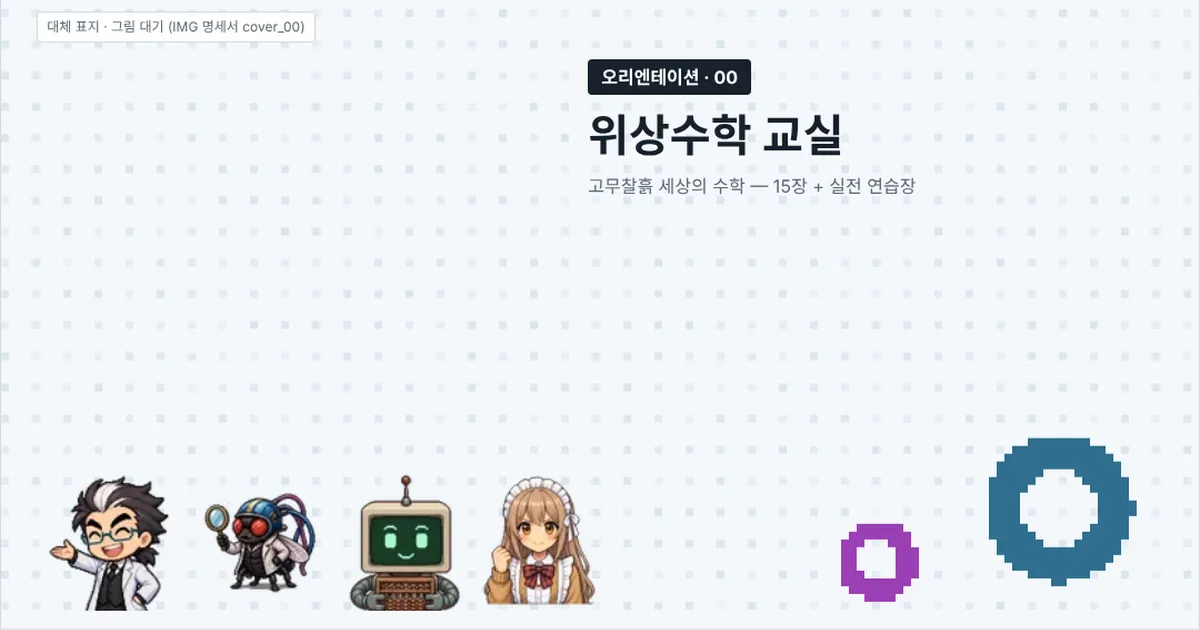 대체 표지 · 그림 대기 (IMG 명세서 cover_00)
오리엔테이션 · 00
위상수학 교실
고무찰흙 세상의 수학 — 15장 + 실전 연습장